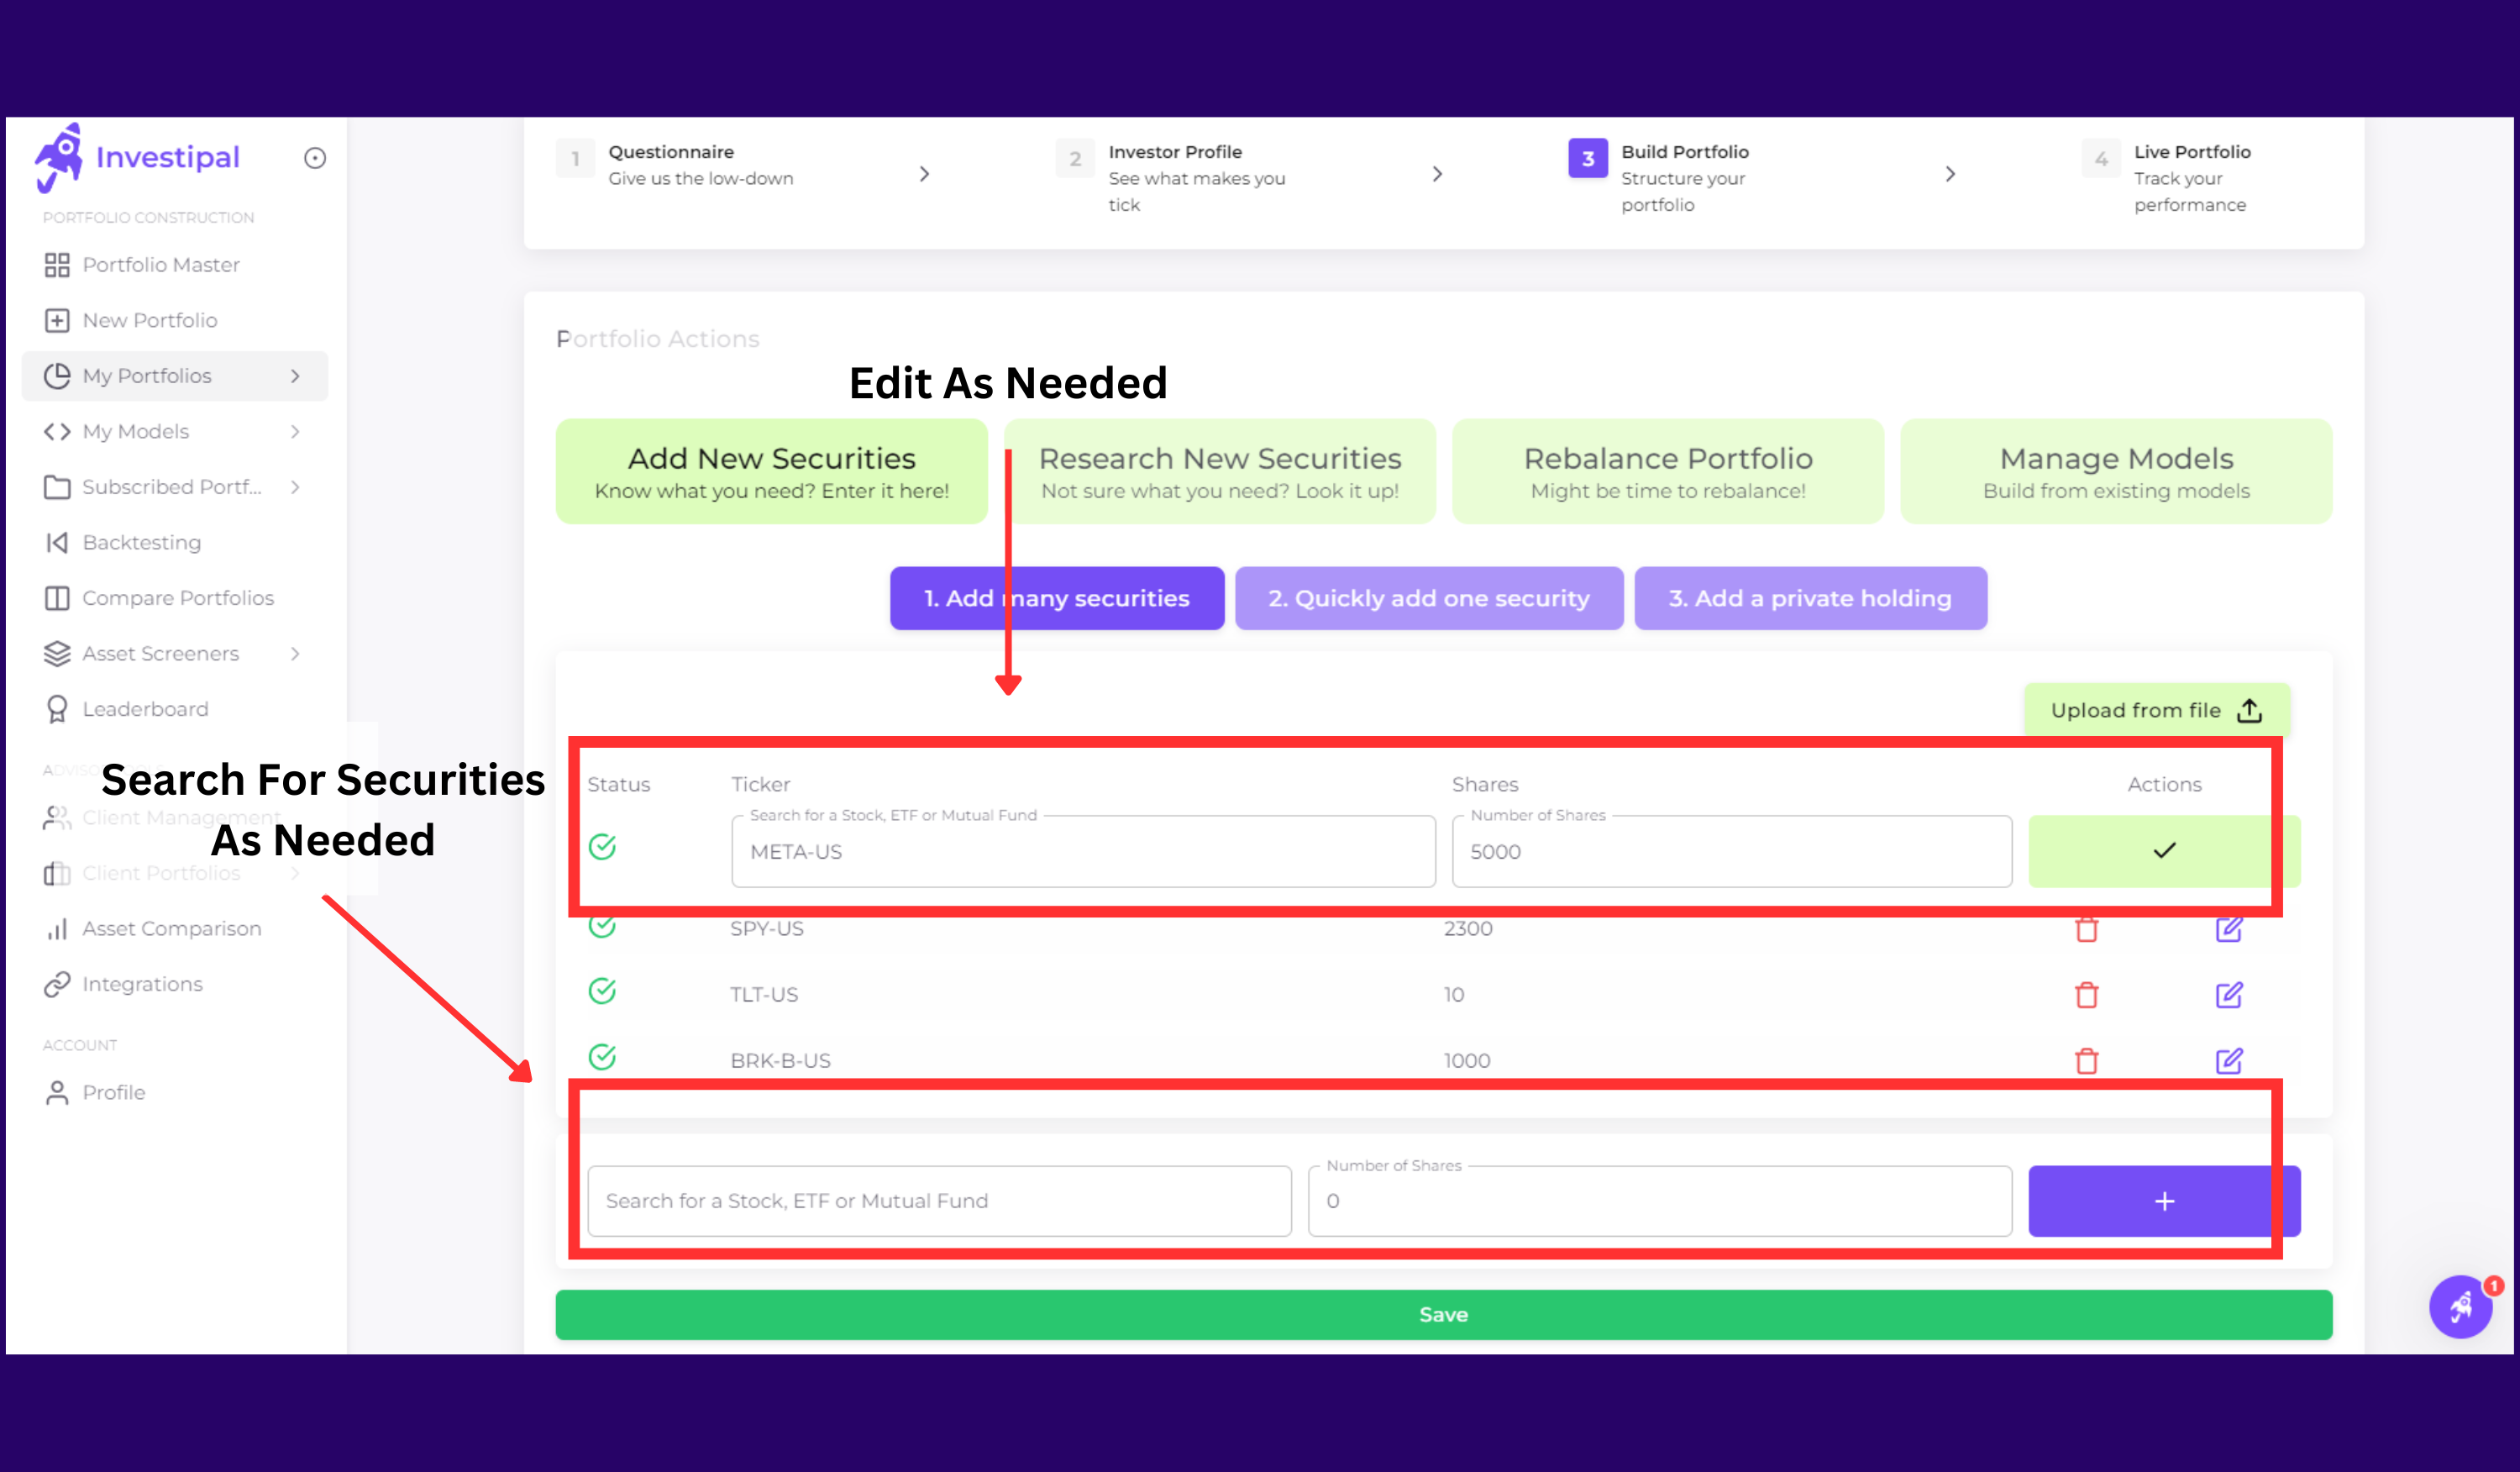 Investipal
PORTFOLIO CONSTRUCTION
Portfolio Master
New Portfolio
My Portfolios
My Models
Subscribed Portf...
Backtesting
Compare Portfolios
Asset Screeners
Leaderboard
Search For Securities
As Needed
Client Management
Client Portfolios
Asset Comparison
Integrations
ACCOUNT
Profile
1
Questionnaire
Give us the low-down
2
Investor Profile
See what makes you
tick
3
Build Portfolio
Structure your
portfolio
4
Live Portfolio
Track your
performance
Portfolio Actions
Edit As Needed
Add New Securities
Know what you need? Enter it here!
Research New Securities
Not sure what you need? Look it up!
Rebalance Portfolio
Might be time to rebalance!
Manage Models
Build from existing models
1. Add many securities
2. Quickly add one security
3. Add a private holding
Upload from file
Status Ticker Shares Actions
Search for a Stock, ETF or Mutual Fund
META-US
Number of Shares
5000
SPY-US 2300
TLT-US 10
BRK-B-US 1000
Search for a Stock, ETF or Mutual Fund
Number of Shares
0
+
Save
1